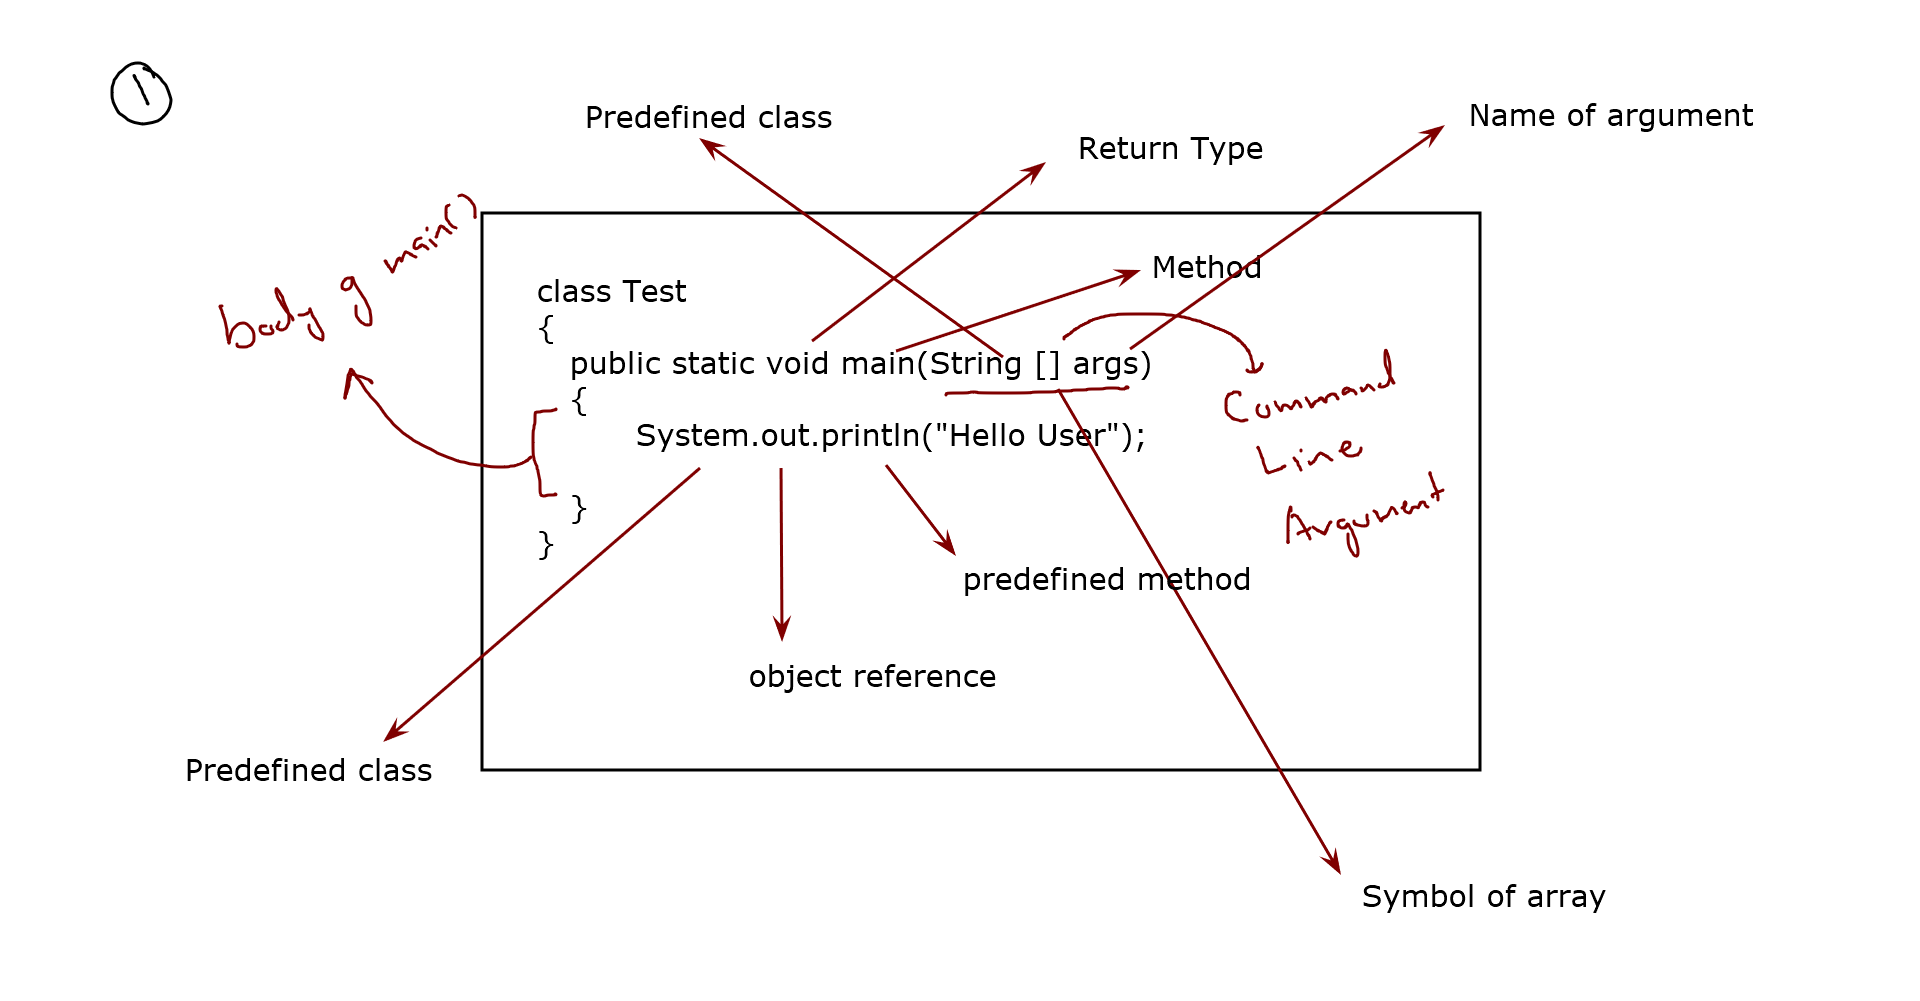 1
Predefined class
Name of argument
Return Type
body of main()
Method
class Test
{
public static void main(String [] args)
{
System.out.println("Hello User");
}
}
Command
Line
Argument
predefined method
object reference
Predefined class
Symbol of array